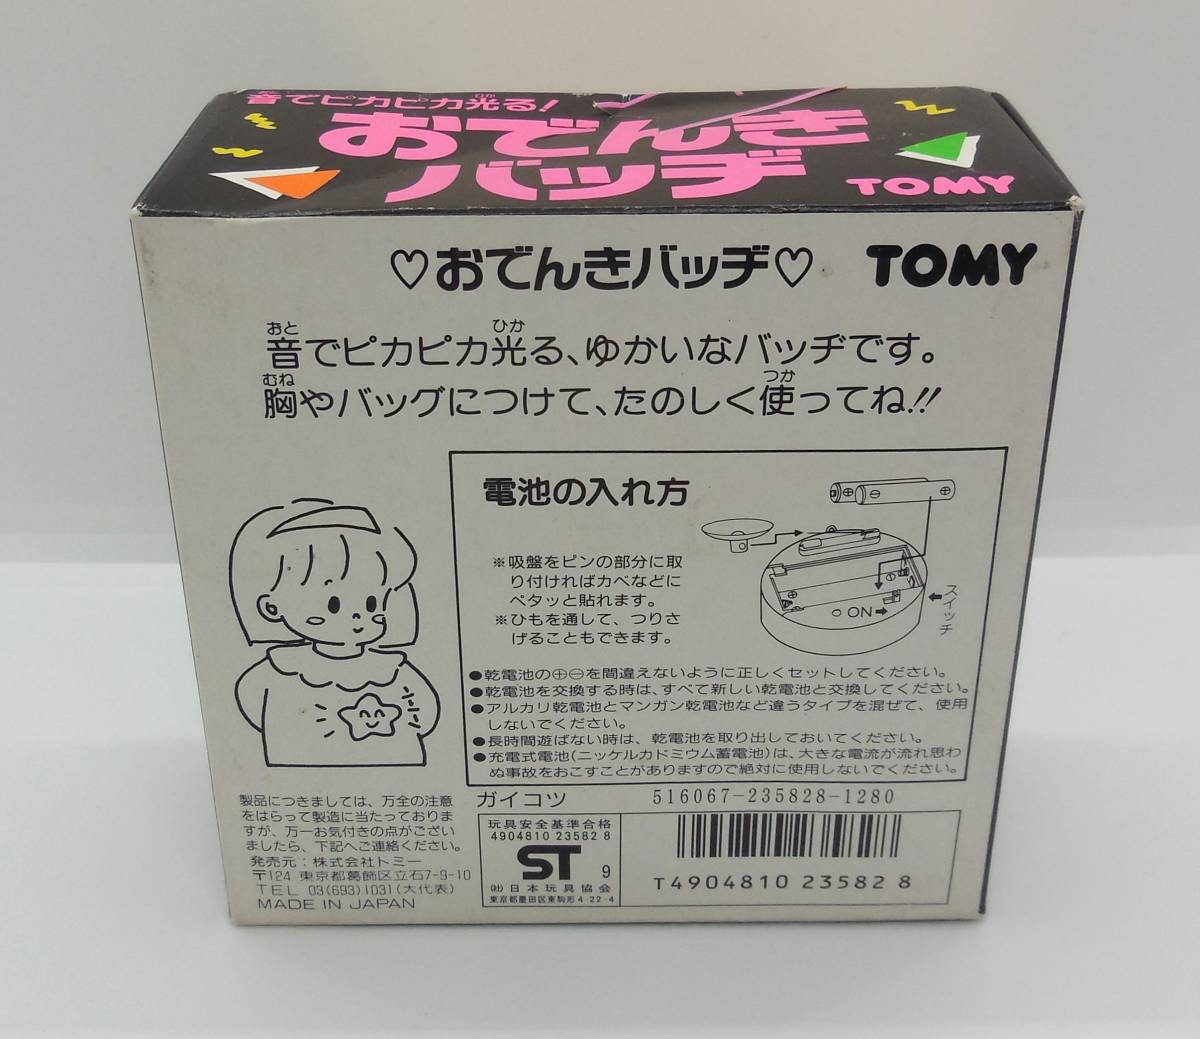 音でピカピカ光る!
おと
ひか
おでんき
バッヂ
TOMY
♡おでんきバッヂ♡ TOMY
おと ひか
音でピカピカ光る、ゆかいなバッヂです。
むね つか
胸やバッグにつけて、たのしく使ってね!!
電池の入れ方
※吸盤をピンの部分に取
り付ければカベなどに
ペタッと貼れます。
※ひもを通して、つりさ
げることもできます。
ON
スイッチ
●乾電池の⊕⊖を間違えないように正しくセットしてください。
●乾電池を交換する時は、すべて新しい乾電池と交換してください。
●アルカリ乾電池とマンガン乾電池など違うタイプを混ぜて、使用
しないでください。
●長時間遊ばない時は、乾電池を取り出しておいてください。
●充電式電池(ニッケルカドミウム蓄電池)は、大きな電流が流れ思わ
ぬ事故をおこすことがありますので絶対に使用しないでください。
製品につきましては、万全の注意
をはらって製造に当たっておりま
すが、万一お気付きの点がござい
ましたら、下記へご連絡ください。
発売元：株式会社トミー
〒124 東京都葛飾区立石7-9-10
TEL 03(693)1031(大代表)
MADE IN JAPAN
ガイコツ 516067-235828-1280
玩具安全基準合格
4904810 23582 8
ST 9
㈳日本玩具協会
東京都墨田区東駒形4-22-4
T4904810 23582 8